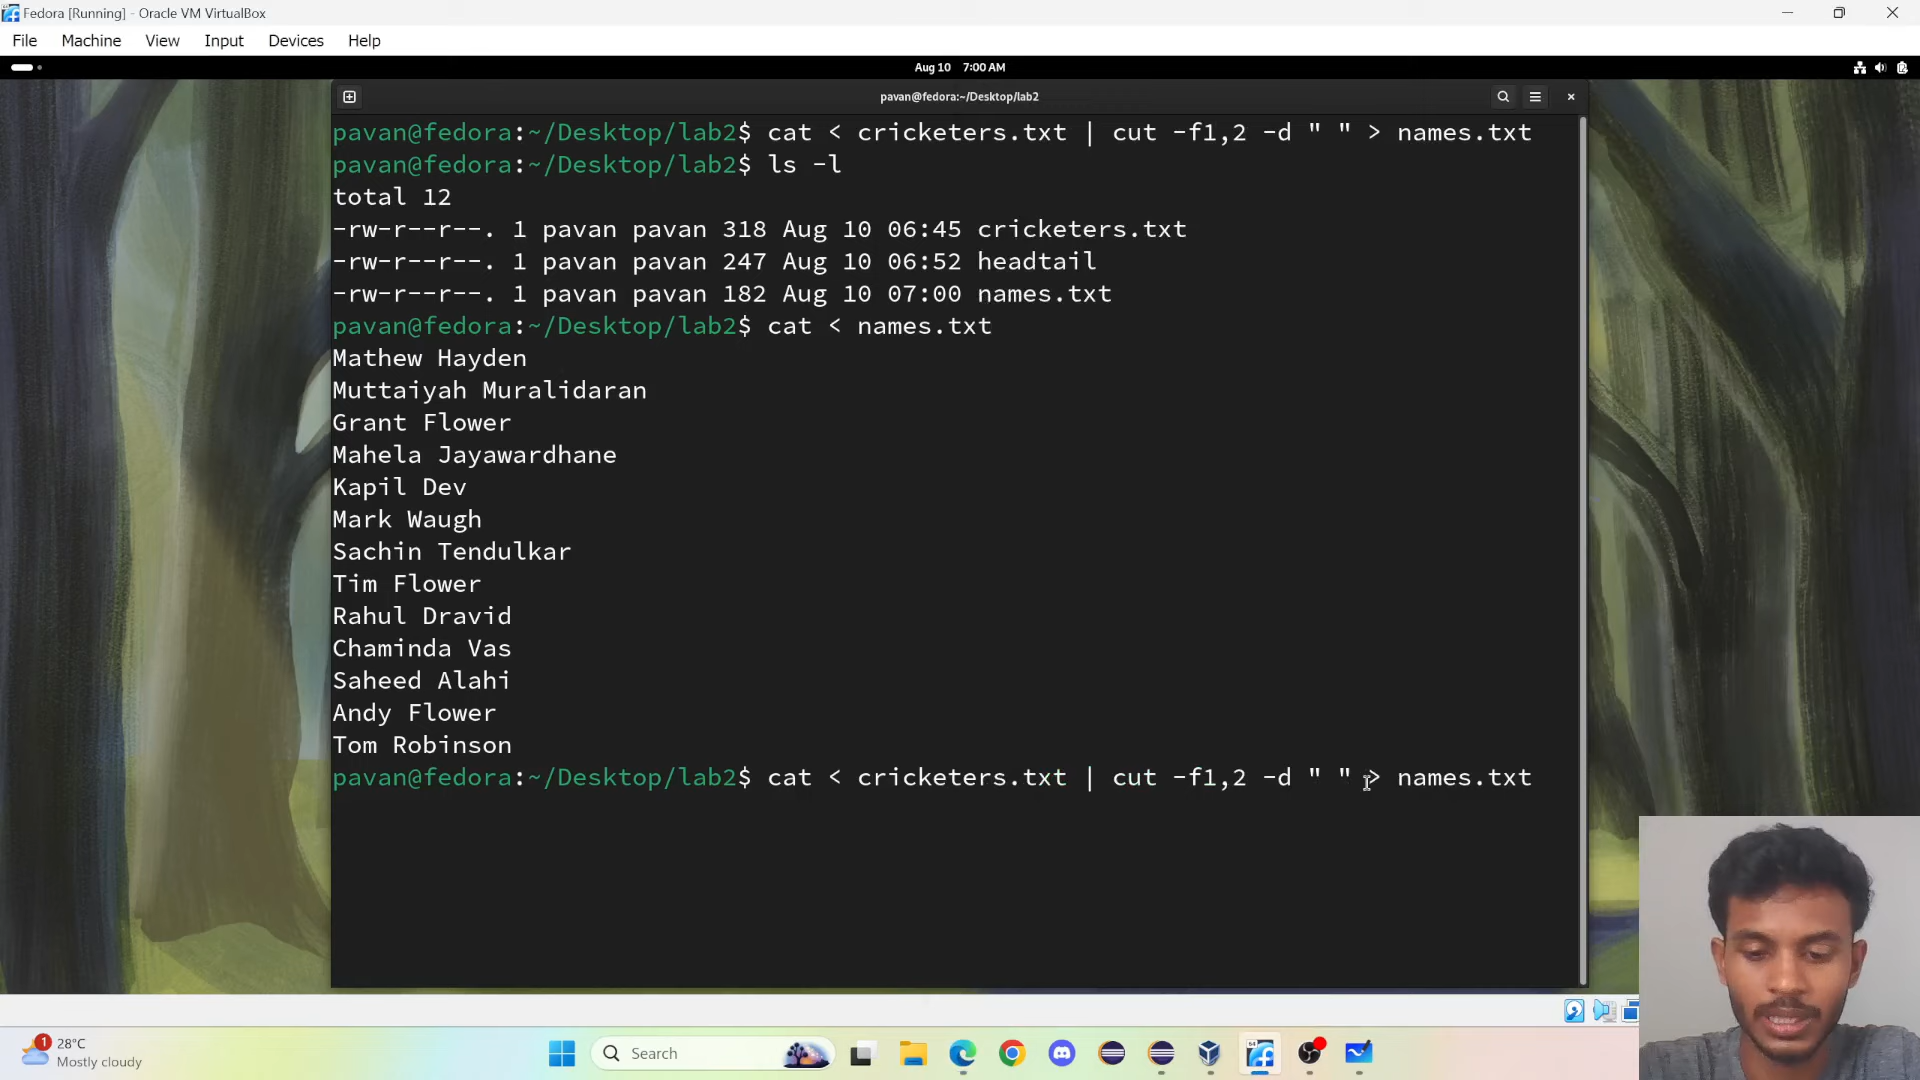 Fedora [Running] - Oracle VM VirtualBox
File Machine View Input Devices Help
Aug 10 7:00 AM
pavan@fedora:~/Desktop/lab2
pavan@fedora:~/Desktop/lab2$ cat < cricketers.txt | cut -f1,2 -d " " > names.txt
pavan@fedora:~/Desktop/lab2$ ls -l
total 12
-rw-r--r--. 1 pavan pavan 318 Aug 10 06:45 cricketers.txt
-rw-r--r--. 1 pavan pavan 247 Aug 10 06:52 headtail
-rw-r--r--. 1 pavan pavan 182 Aug 10 07:00 names.txt
pavan@fedora:~/Desktop/lab2$ cat < names.txt
Mathew Hayden
Muttaiyah Muralidaran
Grant Flower
Mahela Jayawardhane
Kapil Dev
Mark Waugh
Sachin Tendulkar
Tim Flower
Rahul Dravid
Chaminda Vas
Saheed Alahi
Andy Flower
Tom Robinson
pavan@fedora:~/Desktop/lab2$ cat < cricketers.txt | cut -f1,2 -d " " > names.txt
1
28°C
Mostly cloudy
Search
64